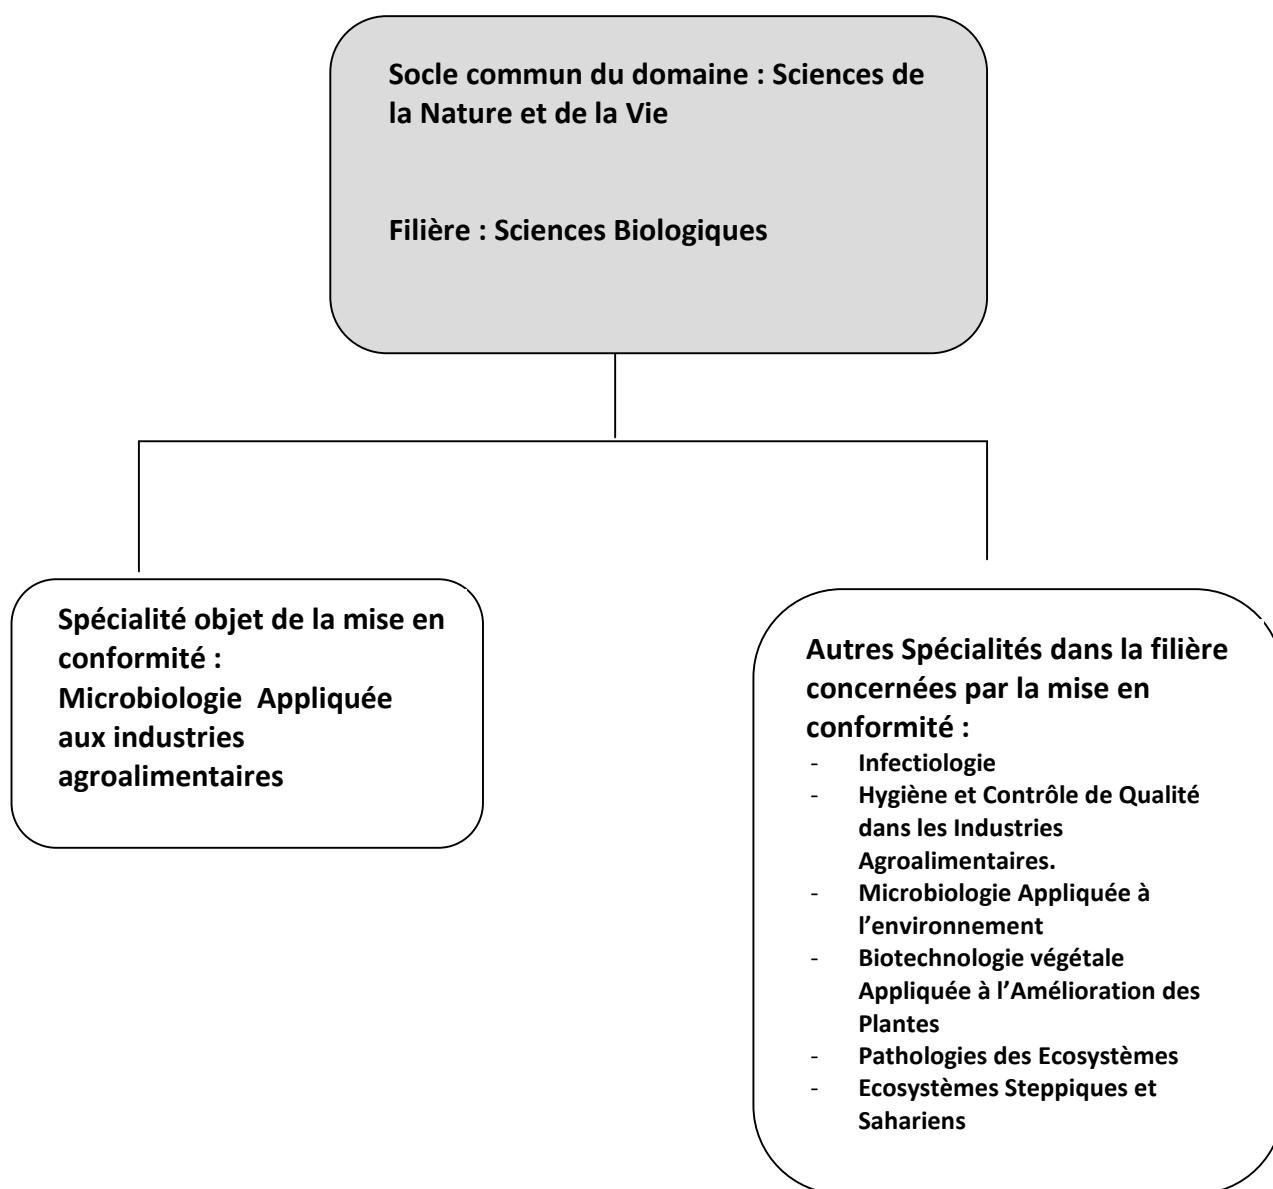 Socle commun du domaine : Sciences de
la Nature et de la Vie
Filière : Sciences Biologiques
Spécialité objet de la mise en
conformité :
Microbiologie Appliquée
aux industries
agroalimentaires
Autres Spécialités dans la filière
concernées par la mise en
conformité :
- Infectiologie
- Hygiène et Contrôle de Qualité
dans les Industries
Agroalimentaires.
- Microbiologie Appliquée à
l’environnement
- Biotechnologie végétale
Appliquée à l’Amélioration des
Plantes
- Pathologies des Ecosystèmes
- Ecosystèmes Steppiques et
Sahariens